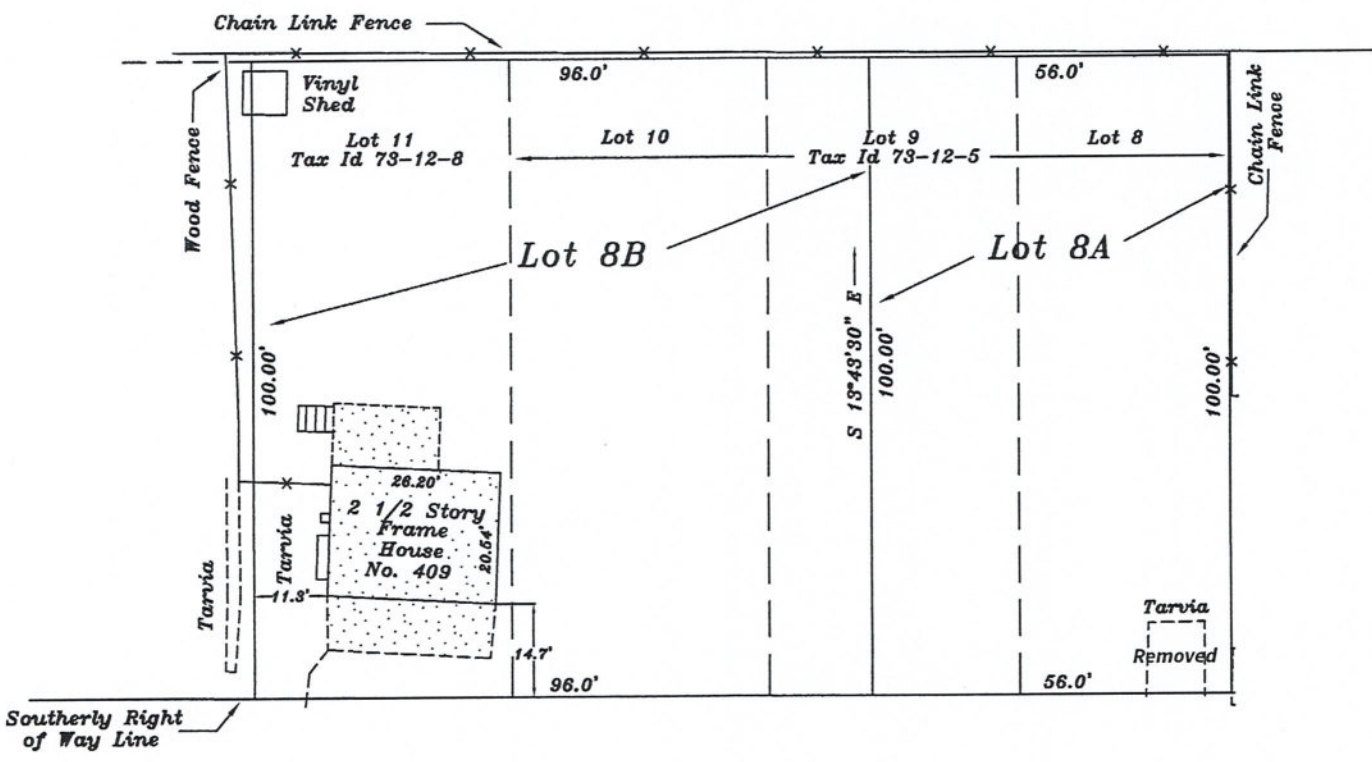 Chain Link Fence
96.0'
56.0'
Vinyl
Shed
Wood Fence
Chain Link
Fence
Lot 11
Tax Id 73-12-8
Lot 10
Lot 9
Tax Id 73-12-5
Lot 8
Lot 8B
Lot 8A
S 13°43'30" E
100.00'
100.00'
100.00'
26.20'
2 1/2 Story
Frame
House
No. 409
20.54'
Tarvia
Tarvia
11.3'
14.7'
Tarvia
Removed
96.0'
56.0'
Southerly Right
of Way Line